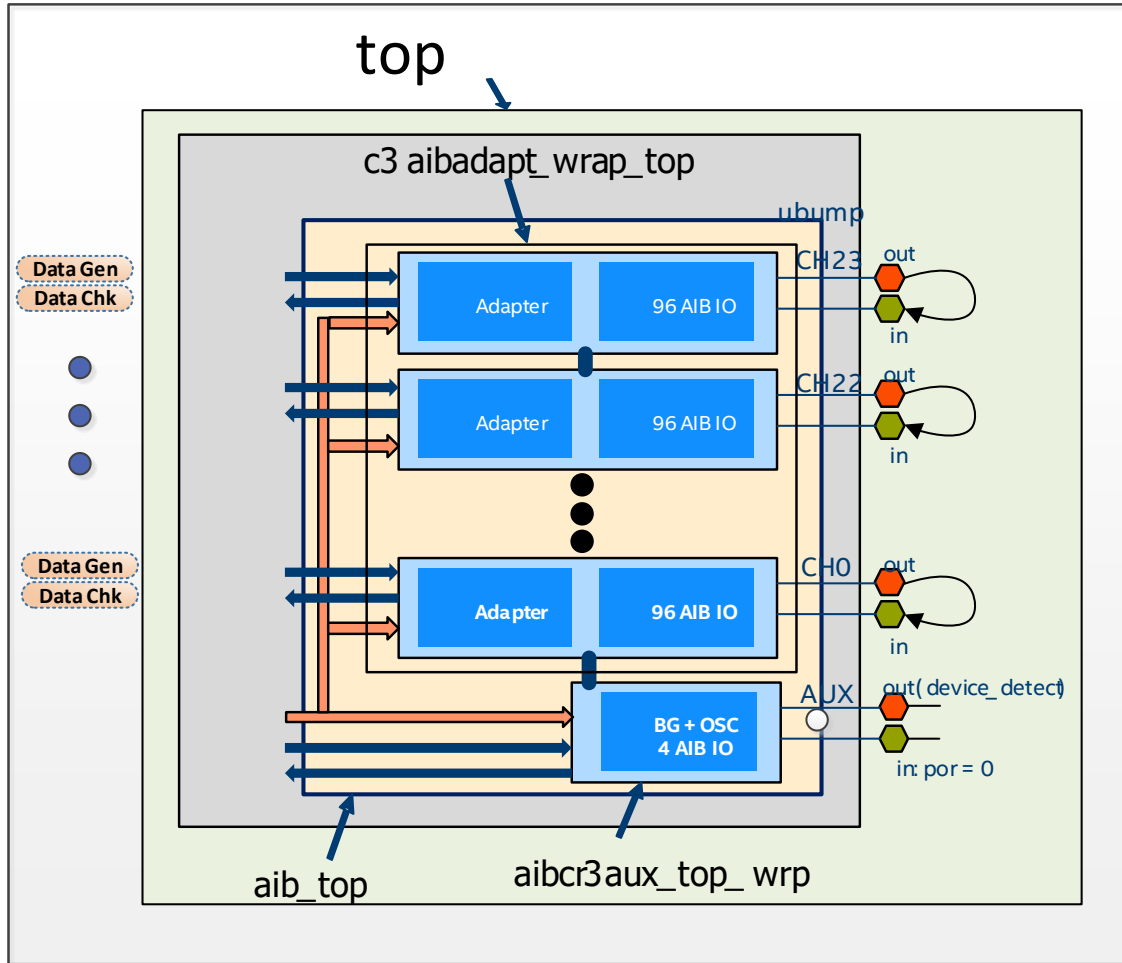 top
c3 aibadapt_wrap_top
ubump
Data Gen
Data Chk
Adapter
96 AIB IO
CH23
out
in
Adapter
96 AIB IO
CH22
out
in
Data Gen
Data Chk
Adapter
96 AIB IO
CH0
out
in
BG + OSC
4 AIB IO
AUX
out( device_detect)
in: por = 0
aib_top
aibcr3aux_top_ wrp